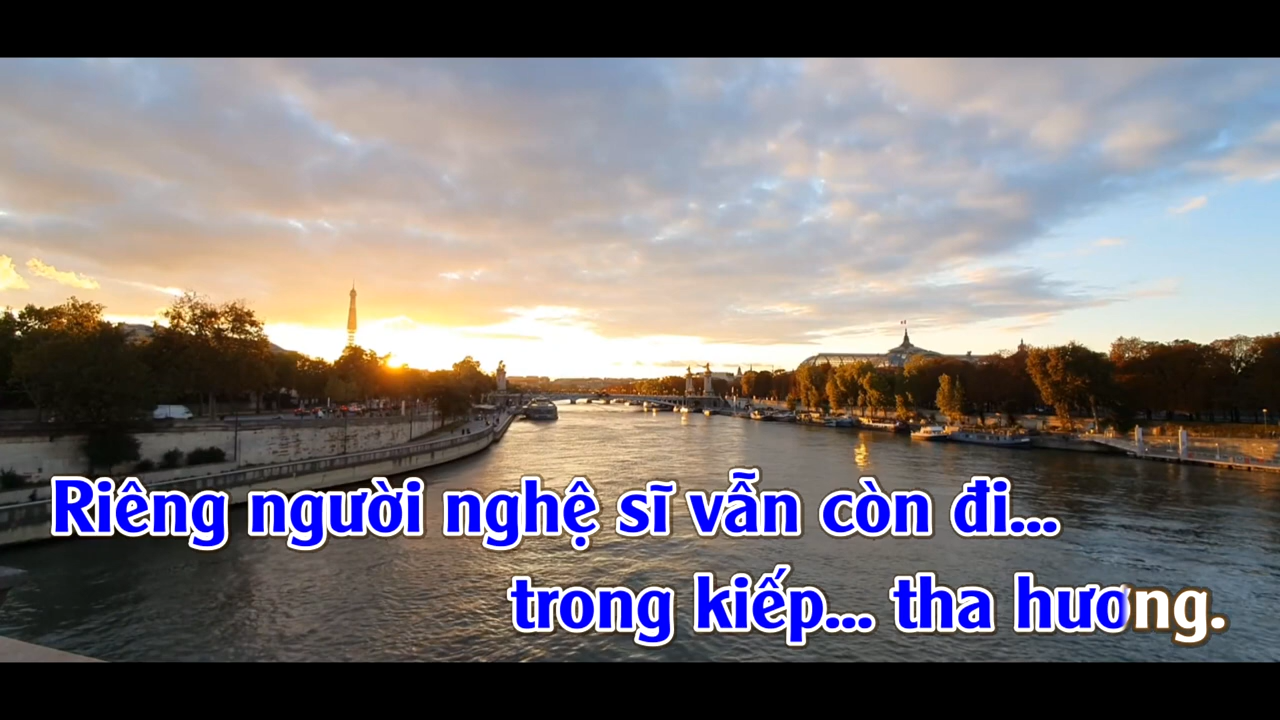 Riêng người nghệ sĩ vẫn còn đi...
trong kiếp... tha hương.